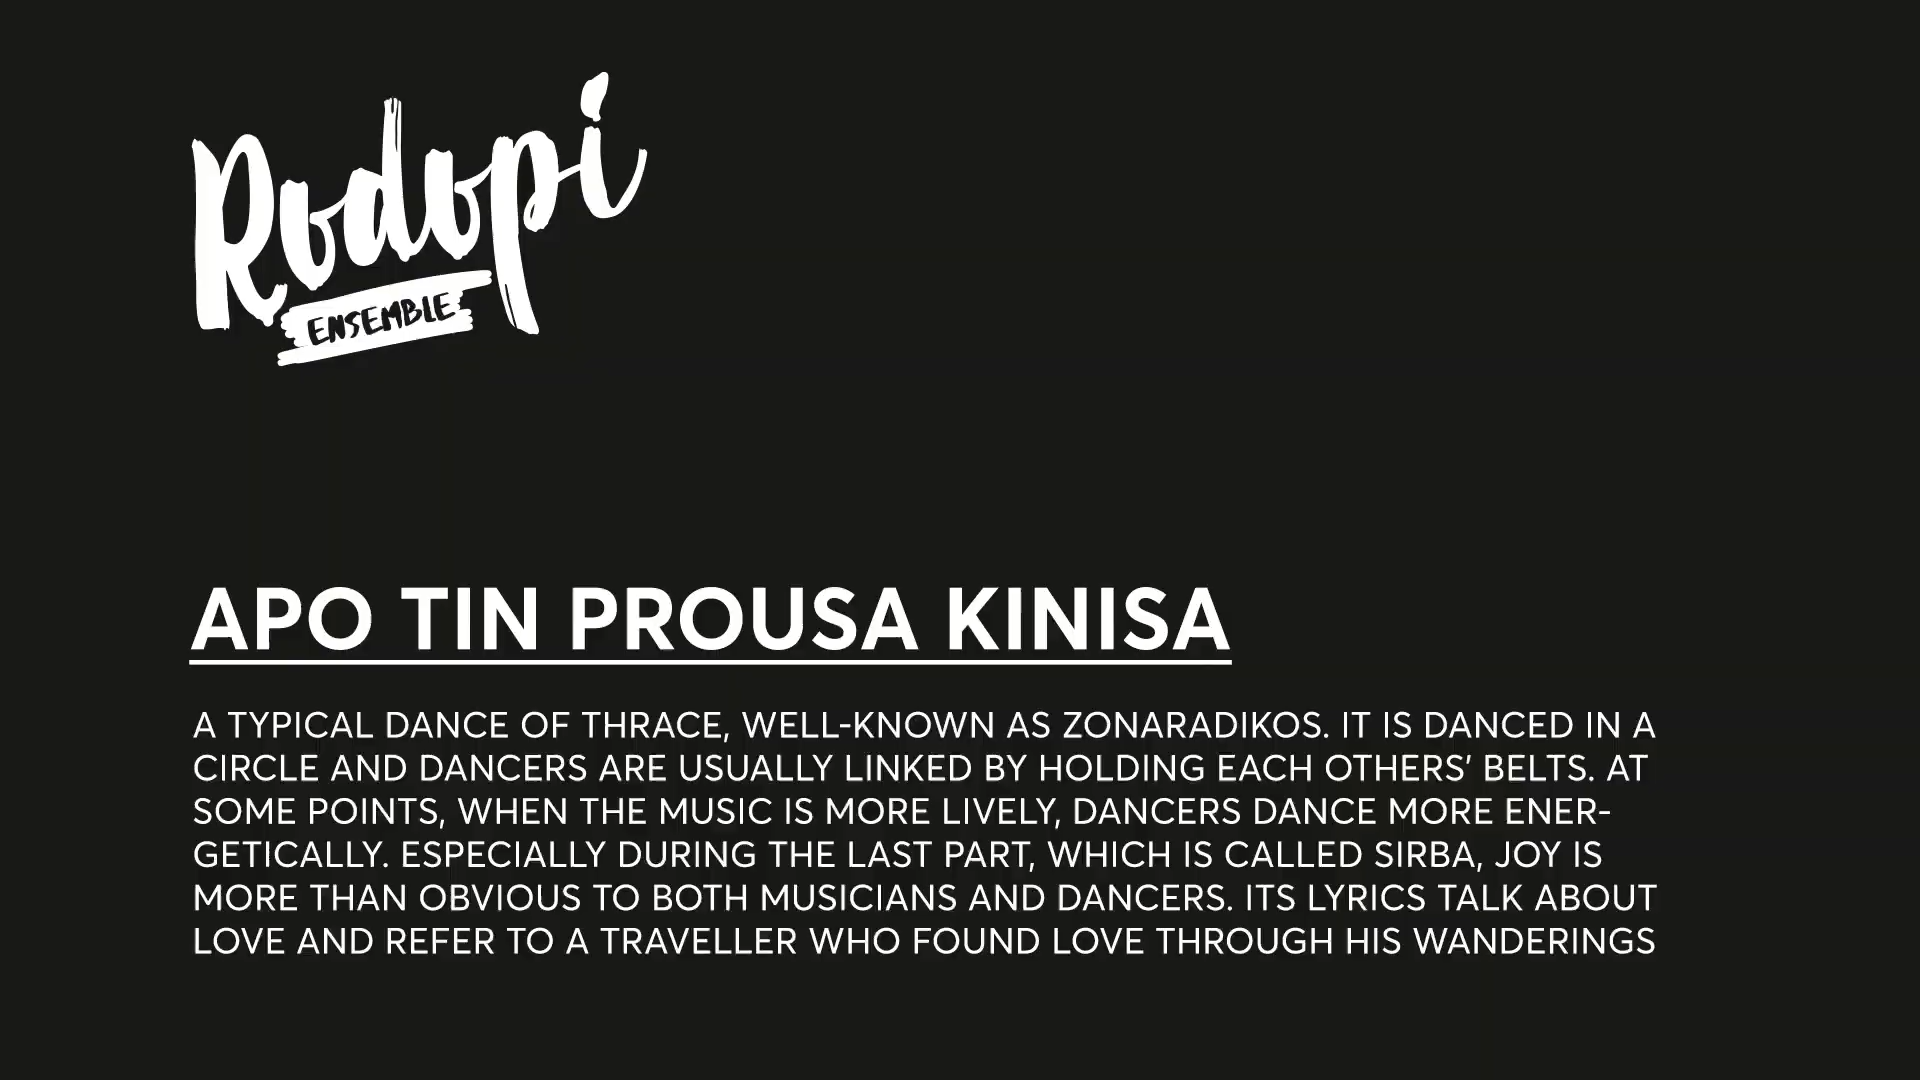 Rodopi
ENSEMBLE
APO TIN PROUSA KINISA
A TYPICAL DANCE OF THRACE, WELL-KNOWN AS ZONARADIKOS. IT IS DANCED IN A
CIRCLE AND DANCERS ARE USUALLY LINKED BY HOLDING EACH OTHERS' BELTS. AT
SOME POINTS, WHEN THE MUSIC IS MORE LIVELY, DANCERS DANCE MORE ENER-
GETICALLY. ESPECIALLY DURING THE LAST PART, WHICH IS CALLED SIRBA, JOY IS
MORE THAN OBVIOUS TO BOTH MUSICIANS AND DANCERS. ITS LYRICS TALK ABOUT
LOVE AND REFER TO A TRAVELLER WHO FOUND LOVE THROUGH HIS WANDERINGS